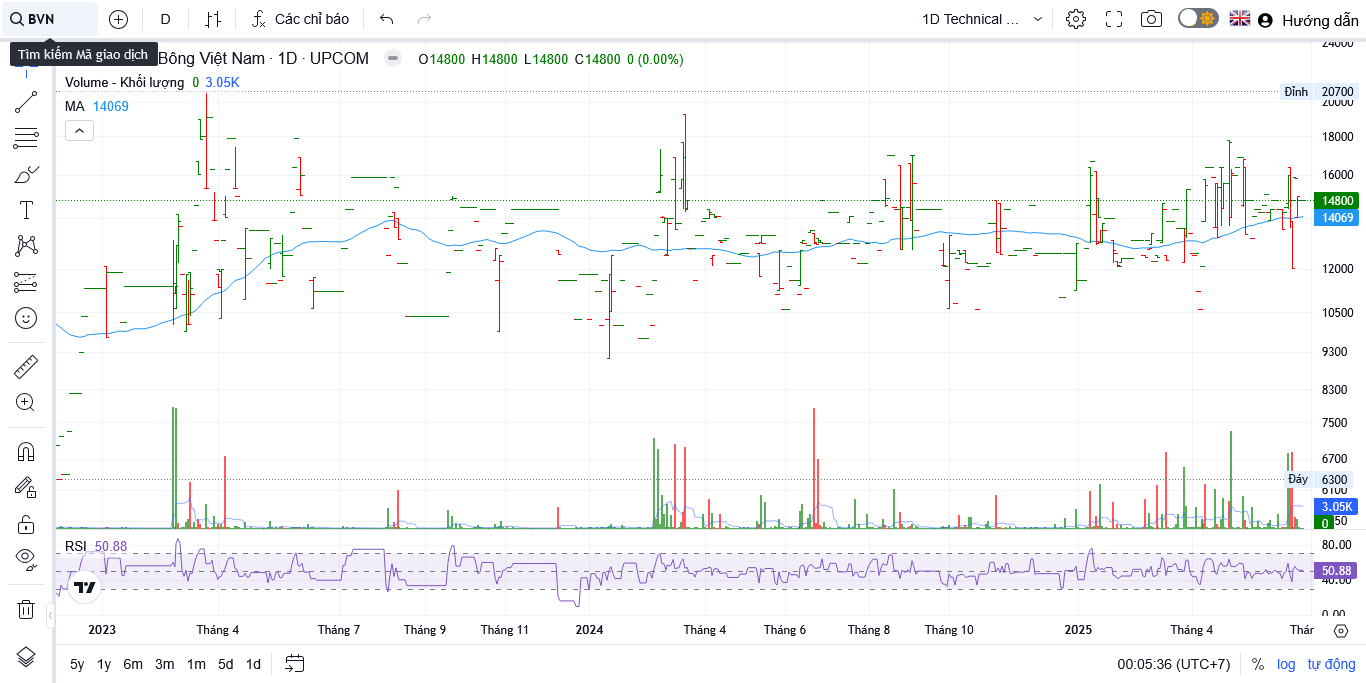 BVN
D
Các chỉ báo
1D Technical ...
Hướng dẫn
Tìm kiếm Mã giao dịch
Bông Việt Nam · 1D · UPCOM
O14800 H14800 L14800 C14800 0 (0.00%)
Volume - Khối lượng 0 3.05K
MA 14069
24000
Đỉnh 20700
20000
18000
16000
14800
14069
12000
10500
9300
8300
7500
6700
Đáy 6300
6100
3.05K
0
50
RSI 50.88
80.00
50.88
40.00
0.00
2023 Tháng 4 Tháng 7 Tháng 9 Tháng 11 2024 Tháng 4 Tháng 6 Tháng 8 Tháng 10 2025 Tháng 4 Thár
5y 1y 6m 3m 1m 5d 1d
00:05:36 (UTC+7) % log tự động